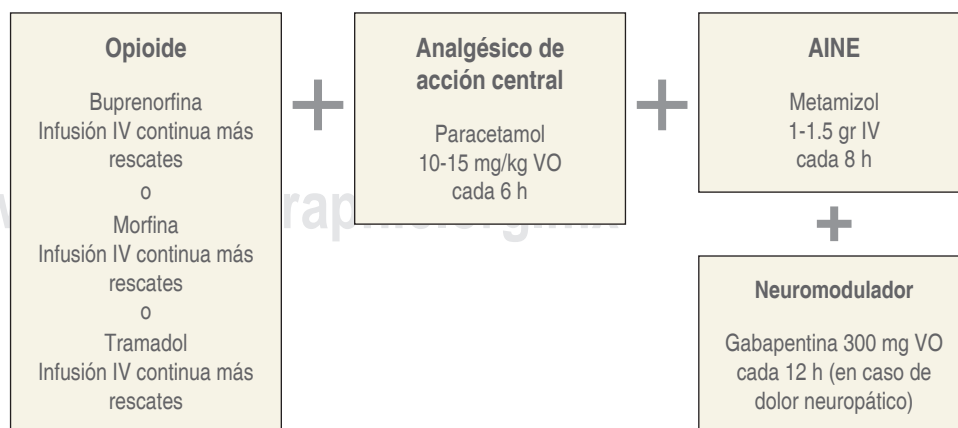 Opioide
Buprenorfina
Infusión IV continua más
rescates
o
Morfina
Infusión IV continua más
rescates
o
Tramadol
Infusión IV continua más
rescates
+
Analgésico de
acción central
Paracetamol
10-15 mg/kg VO
cada 6 h
+
AINE
Metamizol
1-1.5 gr IV
cada 8 h
+
Neuromodulador
Gabapentina 300 mg VO
cada 12 h (en caso de
dolor neuropático)